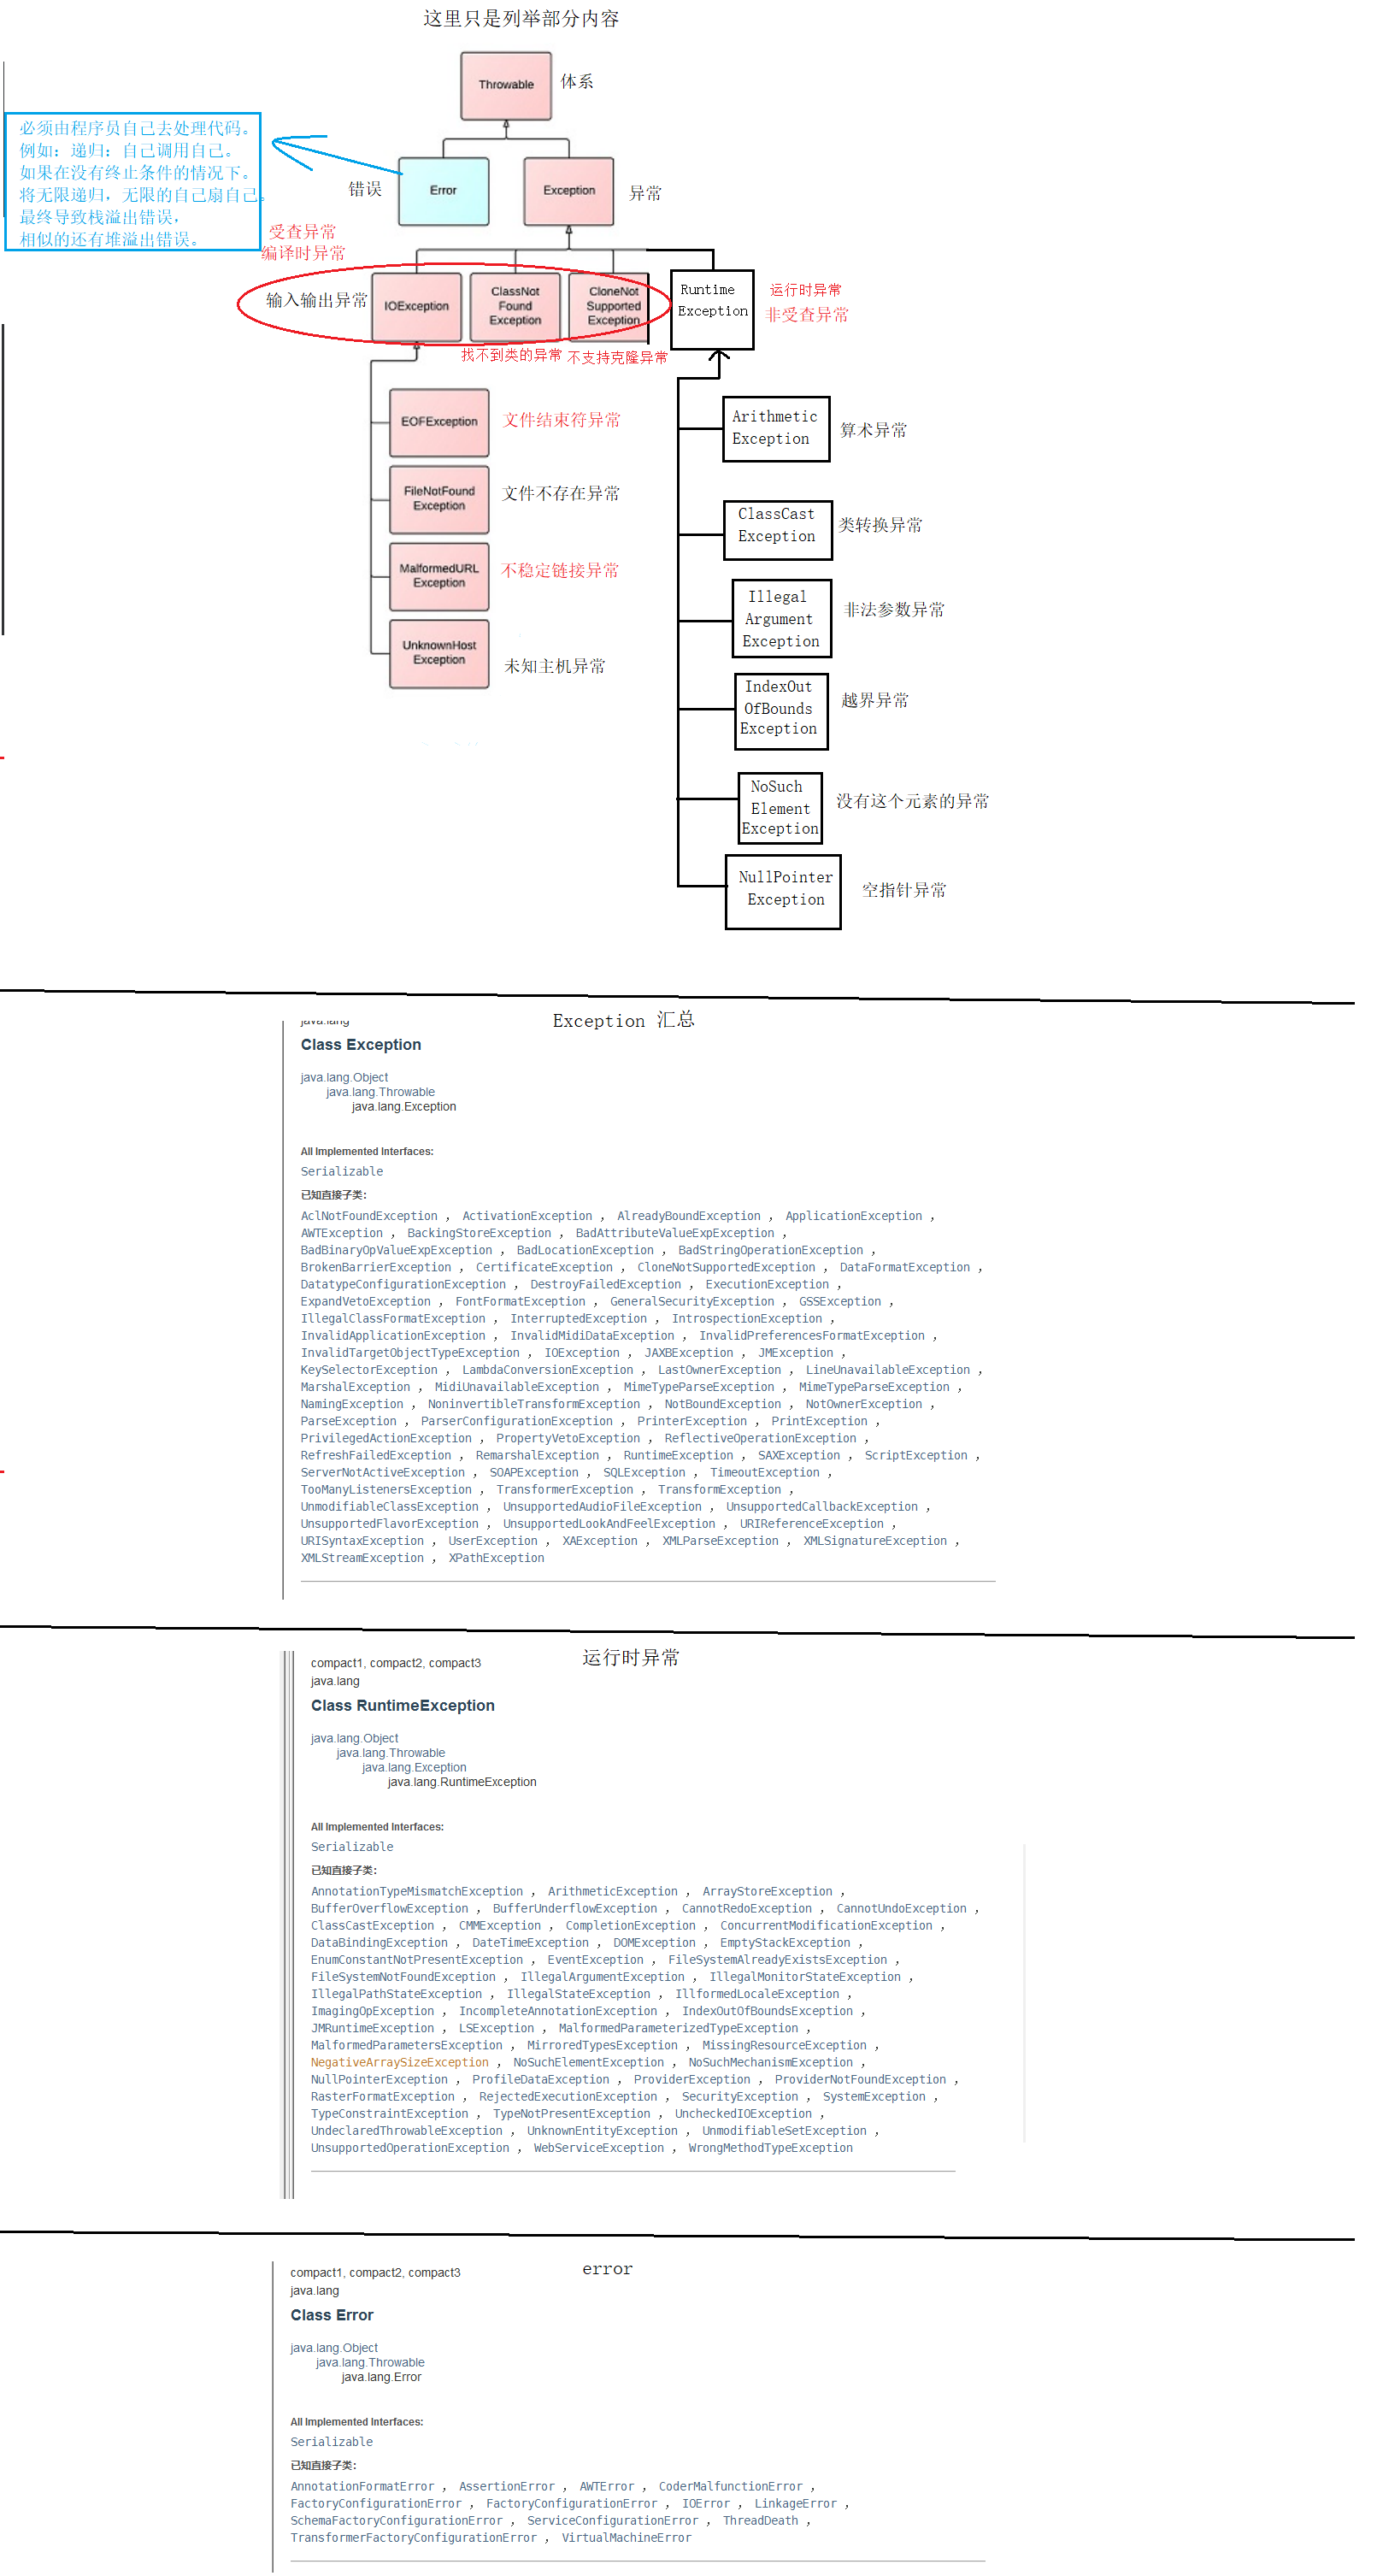 这里只是列举部分内容
Throwable
体系
必须由程序员自己去处理代码。
例如：递归：自己调用自己。
如果在没有终止条件的情况下。
将无限递归，无限的自己扇自己。
最终导致栈溢出错误，
相似的还有堆溢出错误。
错误
Error
Exception
异常
受查异常
编译时异常
输入输出异常
IOException
ClassNot
Found
Exception
CloneNot
Supported
Exception
Runtime
Exception
运行时异常
非受查异常
找不到类的异常
不支持克隆异常
EOFException
文件结束符异常
FileNotFound
Exception
文件不存在异常
MalformedURL
Exception
不稳定链接异常
UnknownHost
Exception
未知主机异常
Arithmetic
Exception
算术异常
ClassCast
Exception
类转换异常
Illegal
Argument
Exception
非法参数异常
IndexOut
OfBounds
Exception
越界异常
NoSuch
Element
Exception
没有这个元素的异常
NullPointer
Exception
空指针异常
Exception 汇总
java.lang
Class Exception
java.lang.Object
java.lang.Throwable
java.lang.Exception
All Implemented Interfaces:
Serializable
已知直接子类：
AclNotFoundException ， ActivationException ， AlreadyBoundException ， ApplicationException ，
AWTException ， BackingStoreException ， BadAttributeValueExpException ，
BadBinaryOpValueExpException ， BadLocationException ， BadStringOperationException ，
BrokenBarrierException ， CertificateException ， CloneNotSupportedException ， DataFormatException ，
DatatypeConfigurationException ， DestroyFailedException ， ExecutionException ，
ExpandVetoException ， FontFormatException ， GeneralSecurityException ， GSSException ，
IllegalClassFormatException ， InterruptedException ， IntrospectionException ，
InvalidApplicationException ， InvalidMidiDataException ， InvalidPreferencesFormatException ，
InvalidTargetObjectTypeException ， IOException ， JAXBException ， JMException ，
KeySelectorException ， LambdaConversionException ， LastOwnerException ， LineUnavailableException ，
MarshalException ， MidiUnavailableException ， MimeTypeParseException ， MimeTypeParseException ，
NamingException ， NoninvertibleTransformException ， NotBoundException ， NotOwnerException ，
ParseException ， ParserConfigurationException ， PrinterException ， PrintException ，
PrivilegedActionException ， PropertyVetoException ， ReflectiveOperationException ，
RefreshFailedException ， RemarshalException ， RuntimeException ， SAXException ， ScriptException ，
ServerNotActiveException ， SOAPException ， SQLException ， TimeoutException ，
TooManyListenersException ， TransformerException ， TransformException ，
UnmodifiableClassException ， UnsupportedAudioFileException ， UnsupportedCallbackException ，
UnsupportedFlavorException ， UnsupportedLookAndFeelException ， URIReferenceException ，
URISyntaxException ， UserException ， XAException ， XMLParseException ， XMLSignatureException ，
XMLStreamException ， XPathException
compact1, compact2, compact3
运行时异常
java.lang
Class RuntimeException
java.lang.Object
java.lang.Throwable
java.lang.Exception
java.lang.RuntimeException
All Implemented Interfaces:
Serializable
已知直接子类：
AnnotationTypeMismatchException ， ArithmeticException ， ArrayStoreException ，
BufferOverflowException ， BufferUnderflowException ， CannotRedoException ， CannotUndoException ，
ClassCastException ， CMMException ， CompletionException ， ConcurrentModificationException ，
DataBindingException ， DateTimeException ， DOMException ， EmptyStackException ，
EnumConstantNotPresentException ， EventException ， FileSystemAlreadyExistsException ，
FileSystemNotFoundException ， IllegalArgumentException ， IllegalMonitorStateException ，
IllegalPathStateException ， IllegalStateException ， IllformedLocaleException ，
ImagingOpException ， IncompleteAnnotationException ， IndexOutOfBoundsException ，
JMRuntimeException ， LSException ， MalformedParameterizedTypeException ，
MalformedParametersException ， MirroredTypesException ， MissingResourceException ，
NegativeArraySizeException ， NoSuchElementException ， NoSuchMechanismException ，
NullPointerException ， ProfileDataException ， ProviderException ， ProviderNotFoundException ，
RasterFormatException ， RejectedExecutionException ， SecurityException ， SystemException ，
TypeConstraintException ， TypeNotPresentException ， UncheckedIOException ，
UndeclaredThrowableException ， UnknownEntityException ， UnmodifiableSetException ，
UnsupportedOperationException ， WebServiceException ， WrongMethodTypeException
compact1, compact2, compact3
error
java.lang
Class Error
java.lang.Object
java.lang.Throwable
java.lang.Error
All Implemented Interfaces:
Serializable
已知直接子类：
AnnotationFormatError ， AssertionError ， AWTError ， CoderMalfunctionError ，
FactoryConfigurationError ， FactoryConfigurationError ， IOError ， LinkageError ，
SchemaFactoryConfigurationError ， ServiceConfigurationError ， ThreadDeath ，
TransformerFactoryConfigurationError ， VirtualMachineError